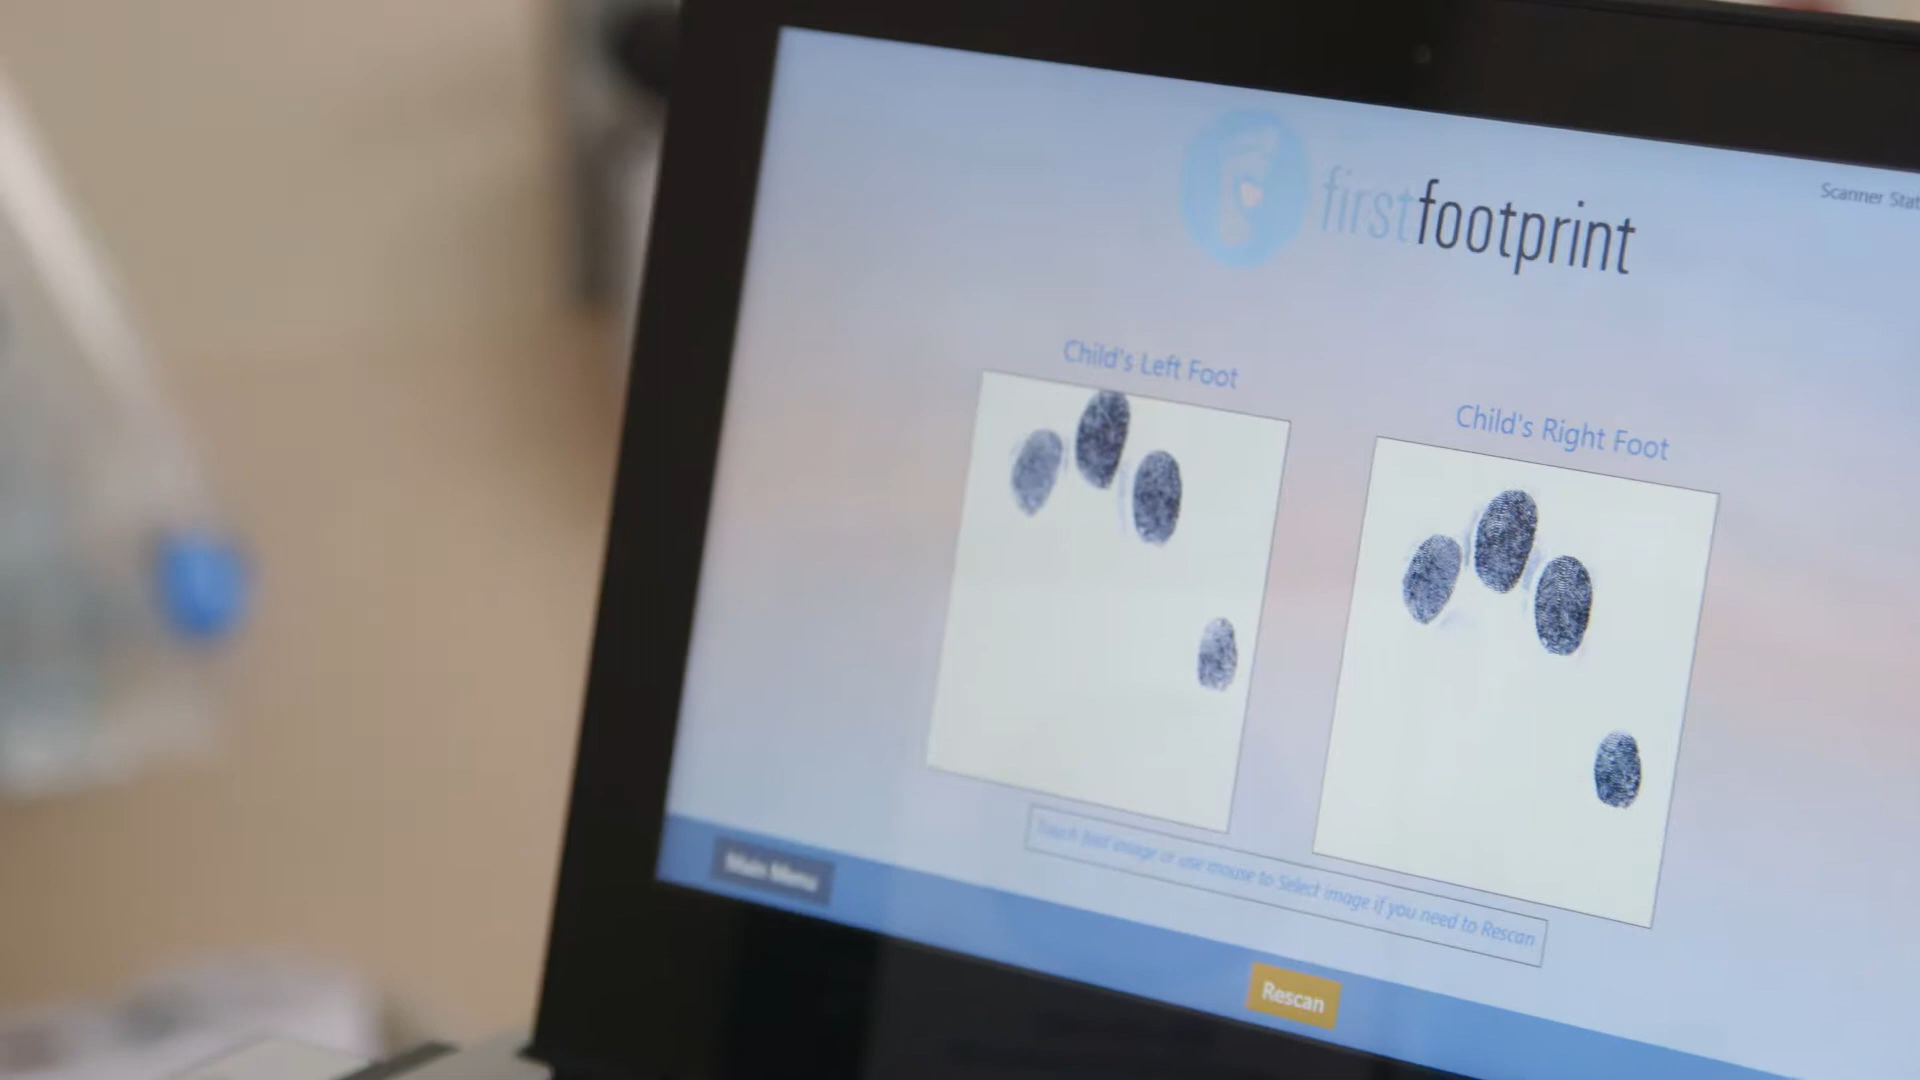 firstfootprint
Scanner Stat
Child's Left Foot
Child's Right Foot
Touch foot image or use mouse to Select image if you need to Rescan
Main Menu
Rescan